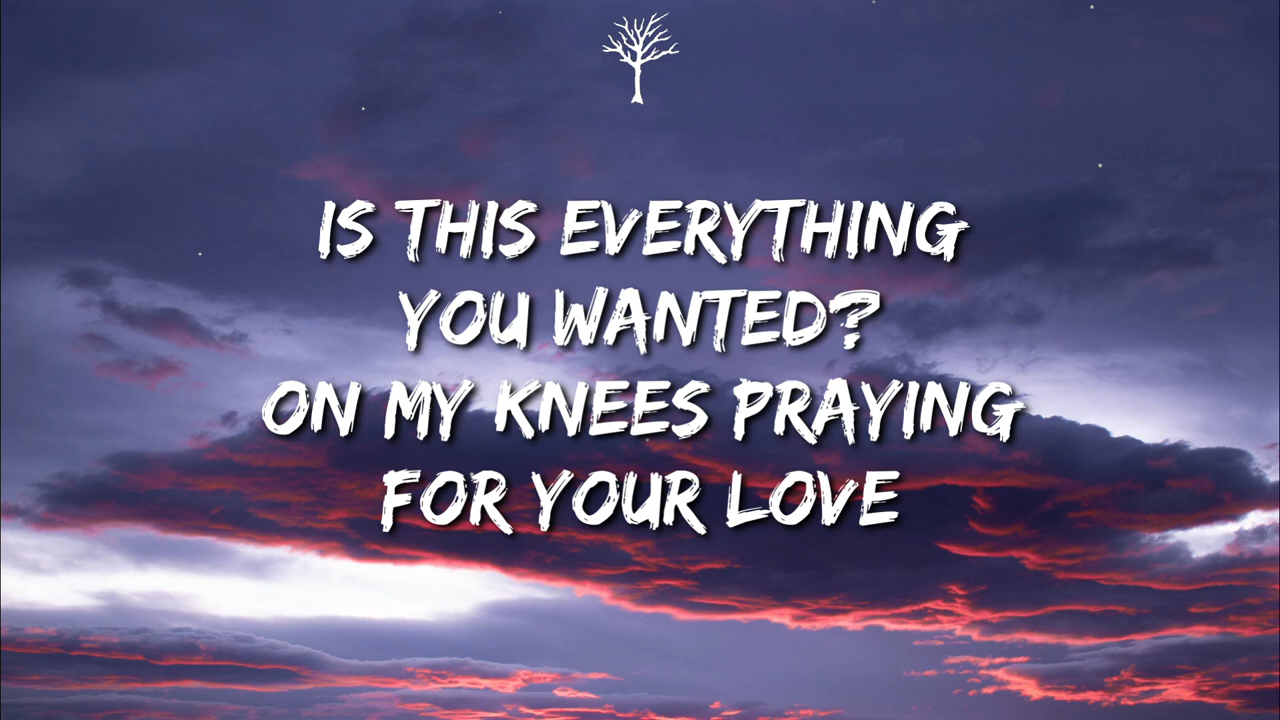 IS THIS EVERYTHING
YOU WANTED?
ON MY KNEES PRAYING
FOR YOUR LOVE